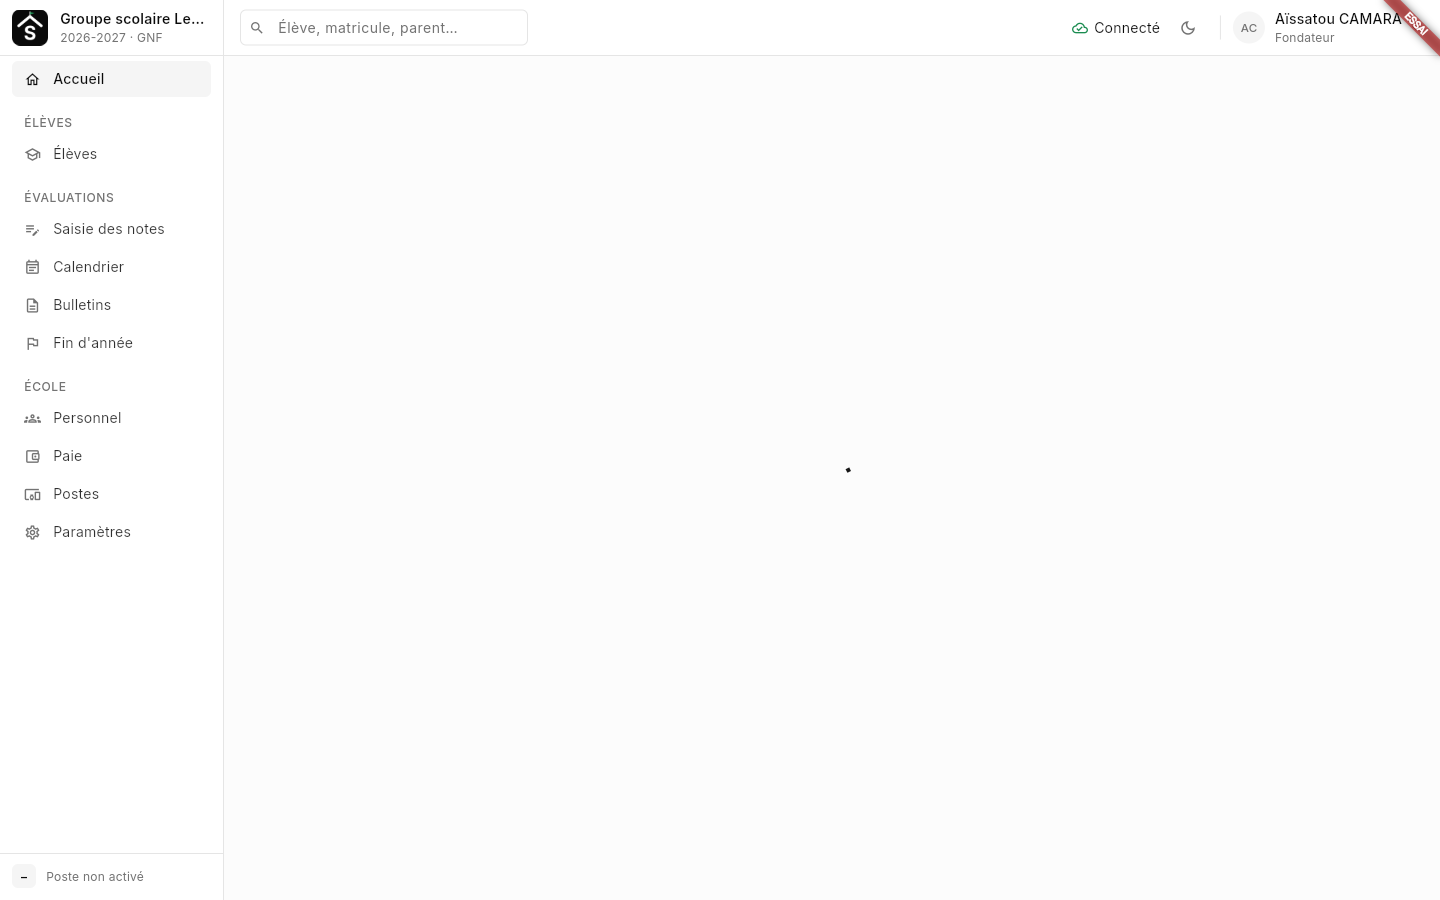 Groupe scolaire Le...
2026-2027 · GNF
Élève, matricule, parent...
Connecté
AC
Aïssatou CAMARA
Fondateur
ESSAI
Accueil
ÉLÈVES
Élèves
ÉVALUATIONS
Saisie des notes
Calendrier
Bulletins
Fin d'année
ÉCOLE
Personnel
Paie
Postes
Paramètres
–
Poste non activé